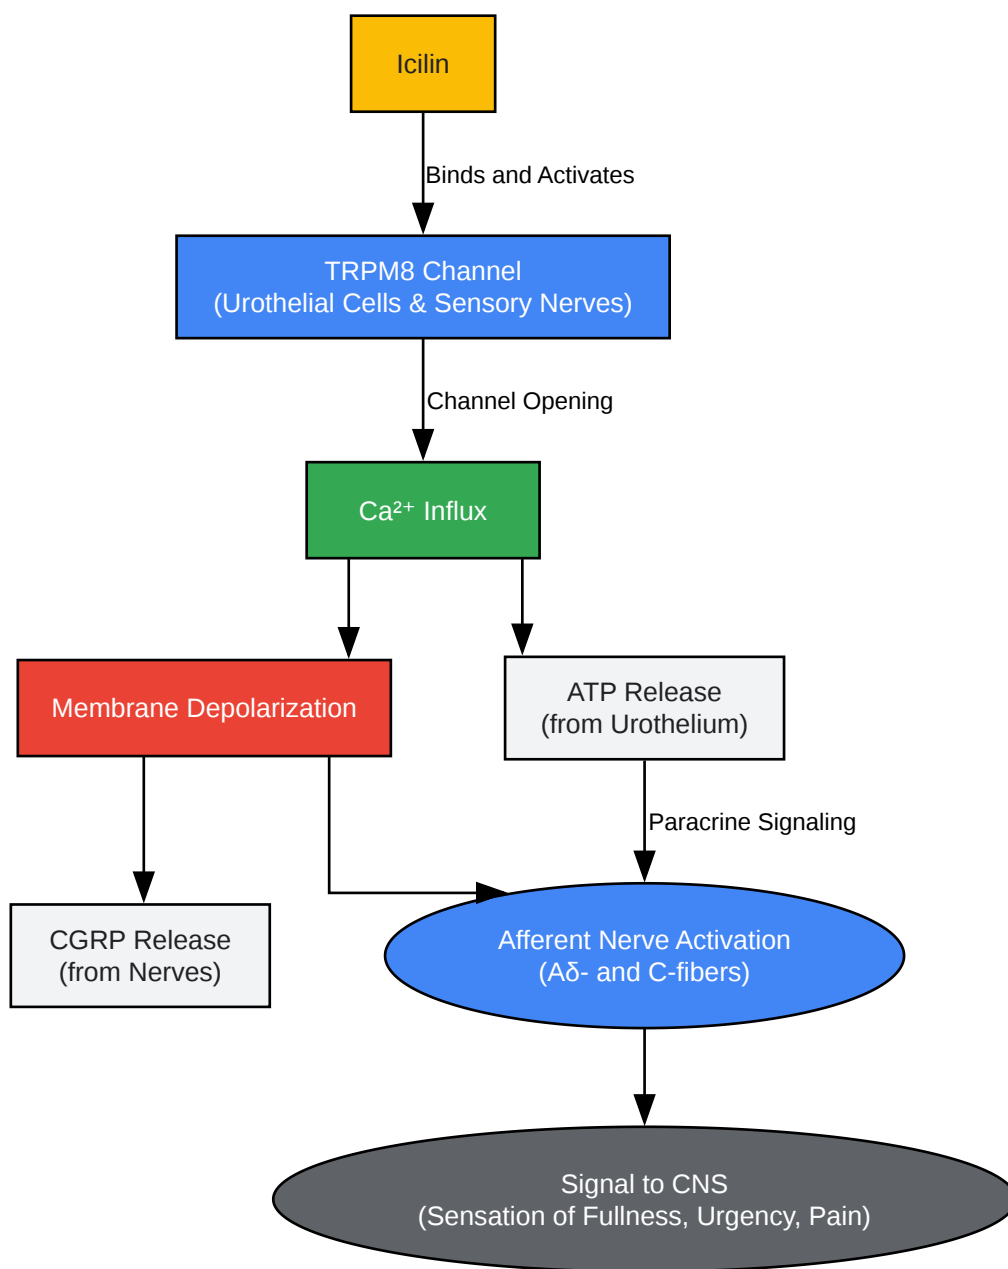 Icilin
Binds and Activates
TRPM8 Channel
(Urothelial Cells & Sensory Nerves)
Channel Opening
Ca²⁺ Influx
Membrane Depolarization
ATP Release
(from Urothelium)
Paracrine Signaling
CGRP Release
(from Nerves)
Afferent Nerve Activation
(Aδ- and C-fibers)
Signal to CNS
(Sensation of Fullness, Urgency, Pain)